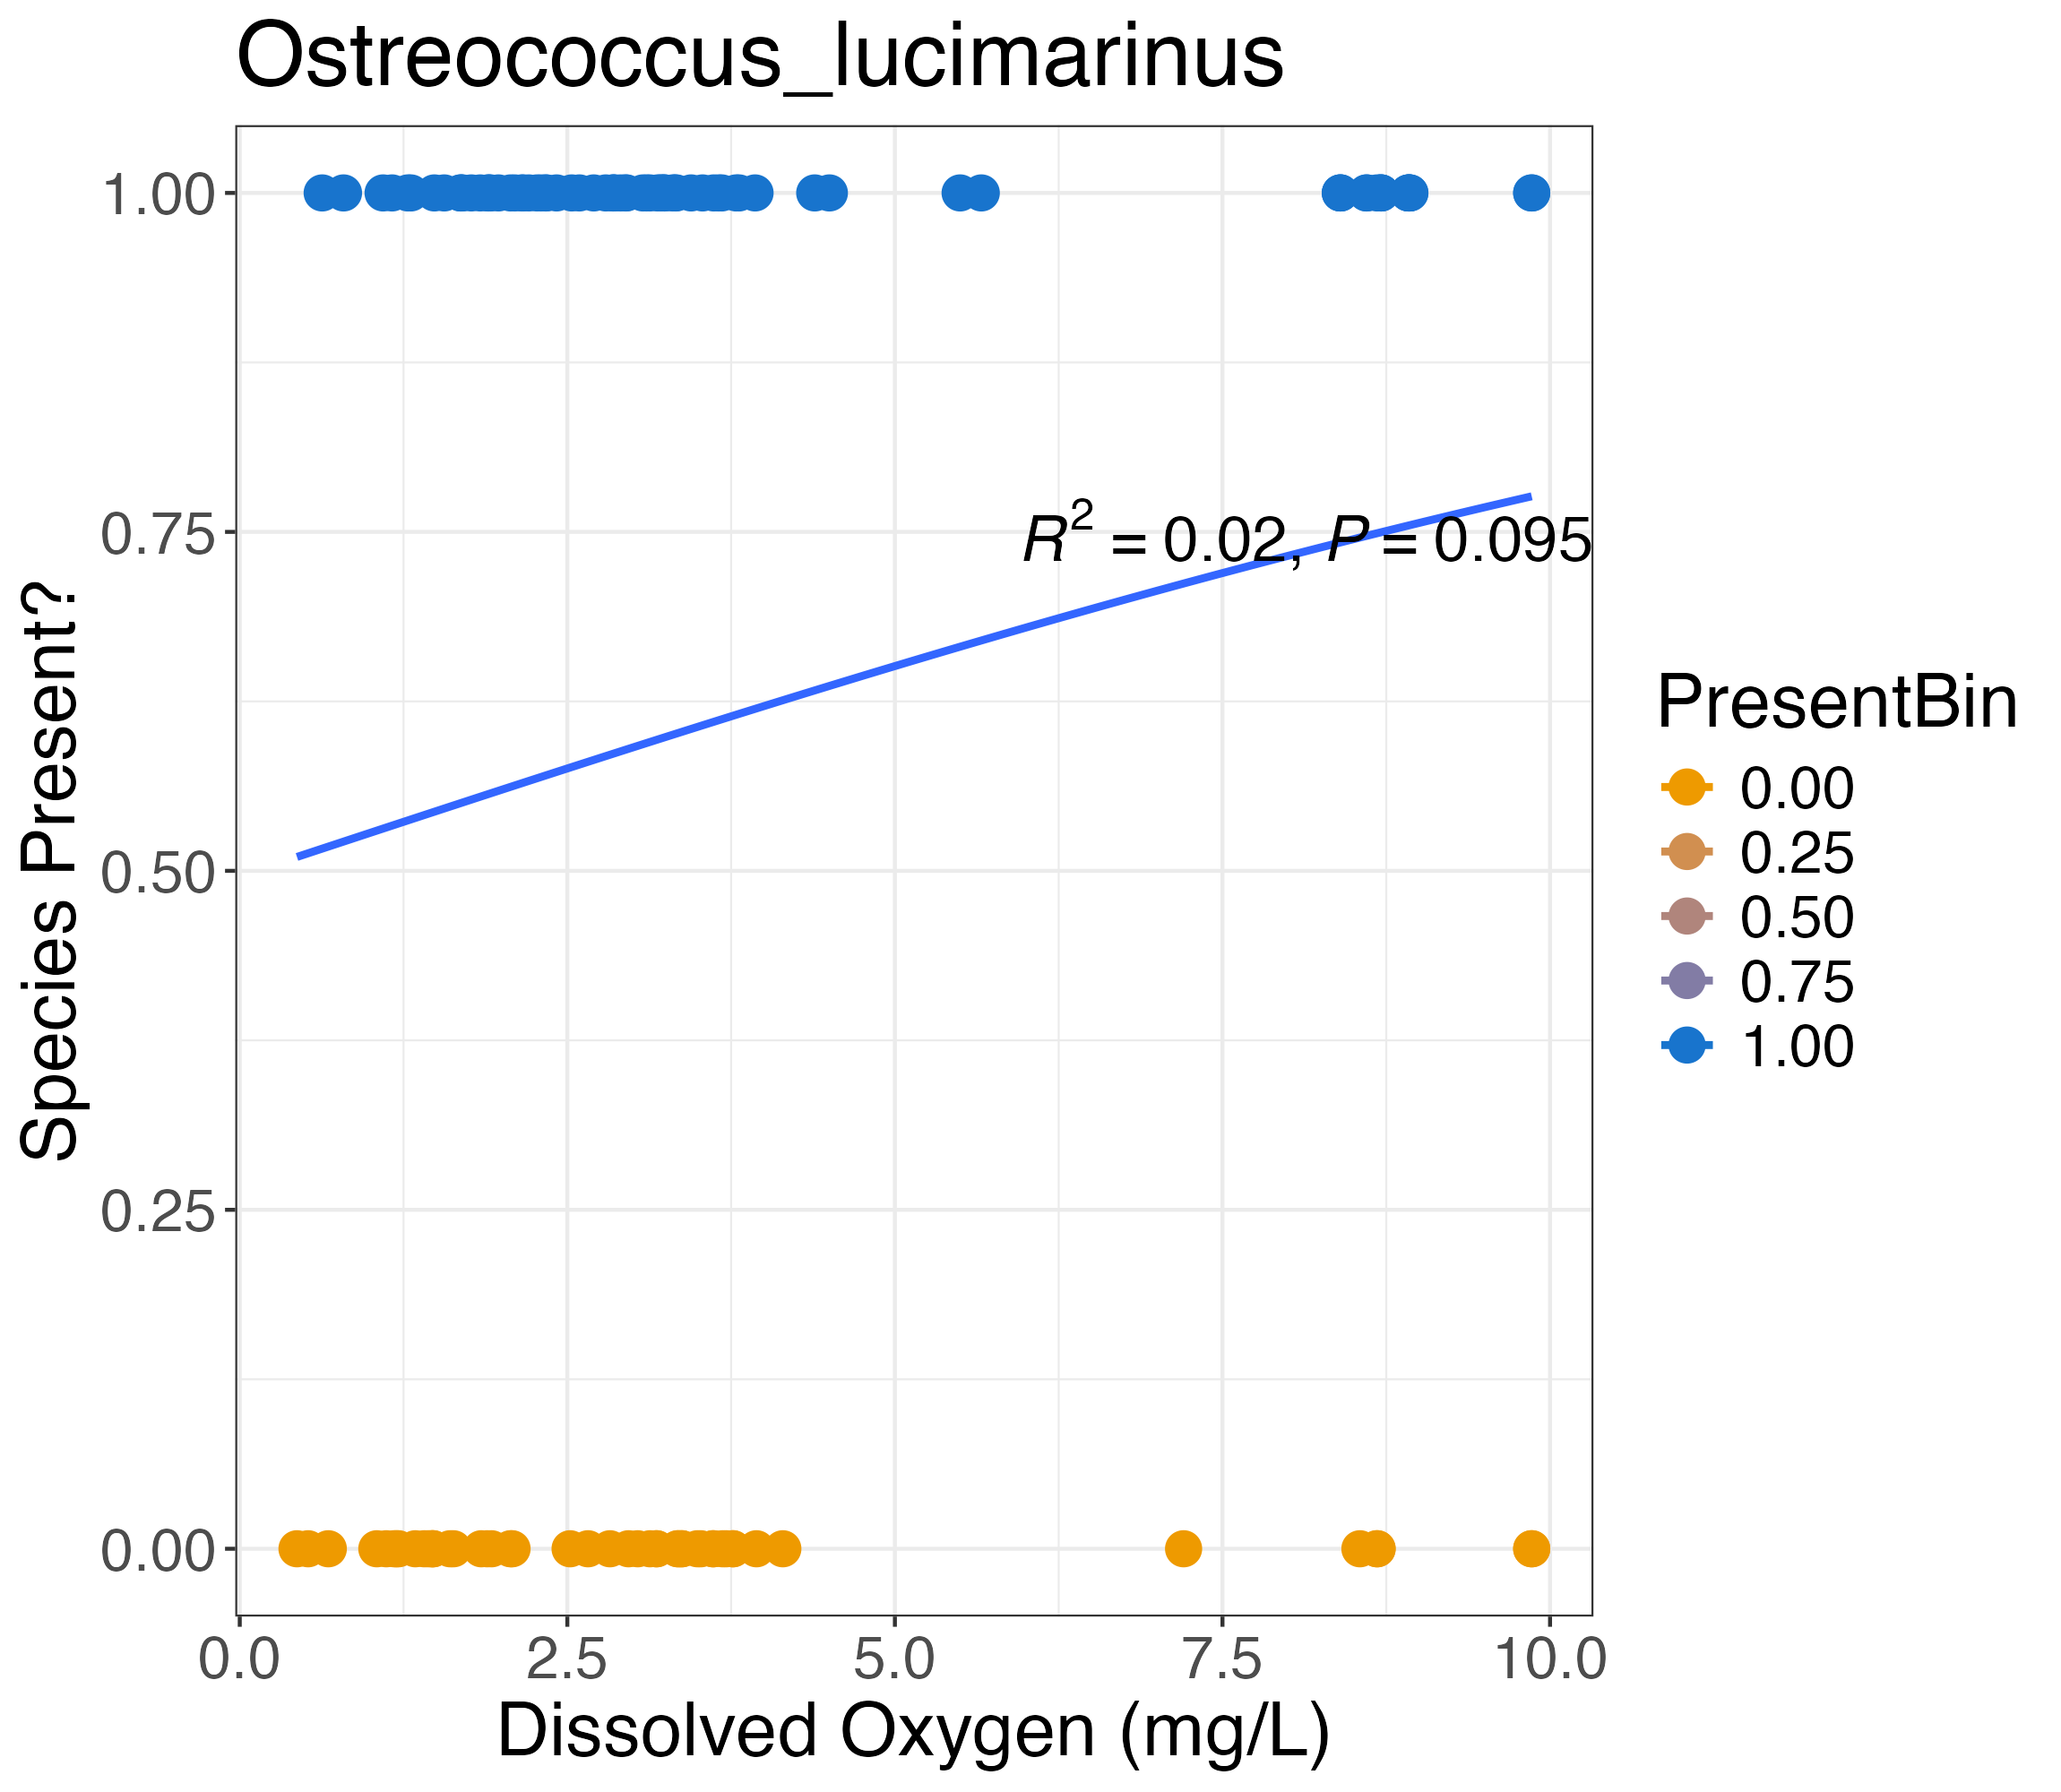 Ostreococcus_lucimarinus
1.00
0.75
0.50
0.25
0.00
Species Present?
R2 = 0.02, P = 0.095
0.0 2.5 5.0 7.5 10.0
Dissolved Oxygen (mg/L)
PresentBin
0.00
0.25
0.50
0.75
1.00